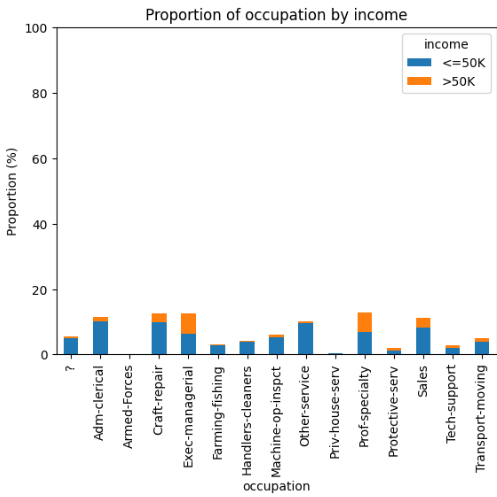 Proportion of occupation by income
100
80
60
40
20
0
Proportion (%)
income
<=50K
>50K
?
Adm-clerical
Armed-Forces
Craft-repair
Exec-managerial
Farming-fishing
Handlers-cleaners
Machine-op-inspct
Other-service
Priv-house-serv
Prof-specialty
Protective-serv
Sales
Tech-support
Transport-moving
occupation